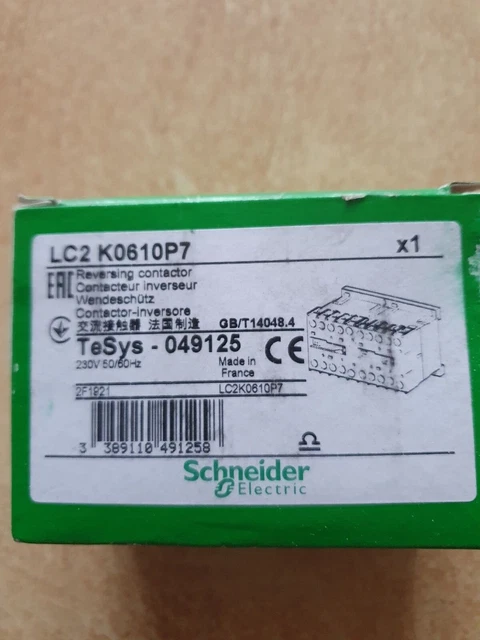 LC2 K0610P7 x1
EAC Reversing contactor
Contacteur inverseur
Wendeschütz
Contactor-inversore
交流接触器 法国制造 GB/T14048.4
TeSys - 049125 CE
230V 50/60Hz Made in
France
2F1921 LC2K0610P7
3 389110 491258
Schneider
Electric